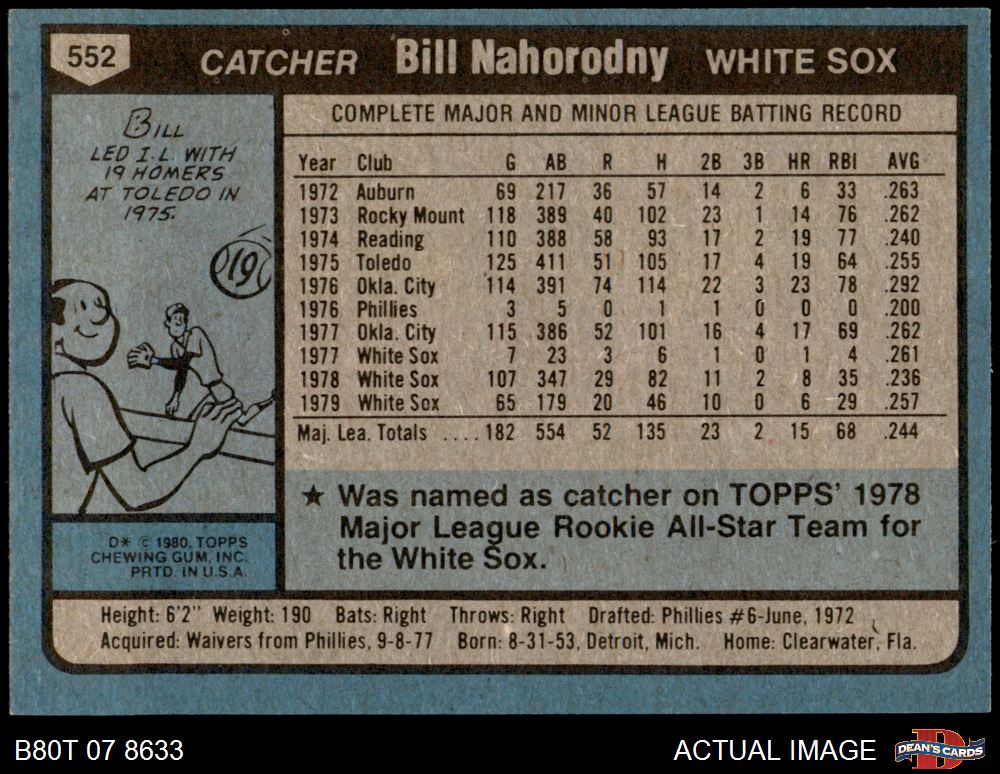 552 CATCHER Bill Nahorodny WHITE SOX
BILL
LED I.L. WITH
19 HOMERS
AT TOLEDO IN
1975.
19
COMPLETE MAJOR AND MINOR LEAGUE BATTING RECORD
Year Club G AB R H 2B 3B HR RBI AVG
1972 Auburn 69 217 36 57 14 2 6 33 .263
1973 Rocky Mount 118 389 40 102 23 1 14 76 .262
1974 Reading 110 388 58 93 17 2 19 77 .240
1975 Toledo 125 411 51 105 17 4 19 64 .255
1976 Okla. City 114 391 74 114 22 3 23 78 .292
1976 Phillies 3 5 0 1 1 0 0 0 .200
1977 Okla. City 115 386 52 101 16 4 17 69 .262
1977 White Sox 7 23 3 6 1 0 1 4 .261
1978 White Sox 107 347 29 82 11 2 8 35 .236
1979 White Sox 65 179 20 46 10 0 6 29 .257
Maj. Lea. Totals .... 182 554 52 135 23 2 15 68 .244
★ Was named as catcher on TOPPS' 1978
Major League Rookie All-Star Team for
the White Sox.
D* © 1980, TOPPS
CHEWING GUM, INC.
PRTD. IN U.S.A.
Height: 6'2" Weight: 190 Bats: Right Throws: Right Drafted: Phillies #6-June, 1972
Acquired: Waivers from Phillies, 9-8-77 Born: 8-31-53, Detroit, Mich. Home: Clearwater, Fla.
B80T 07 8633 ACTUAL IMAGE DEAN'S CARDS